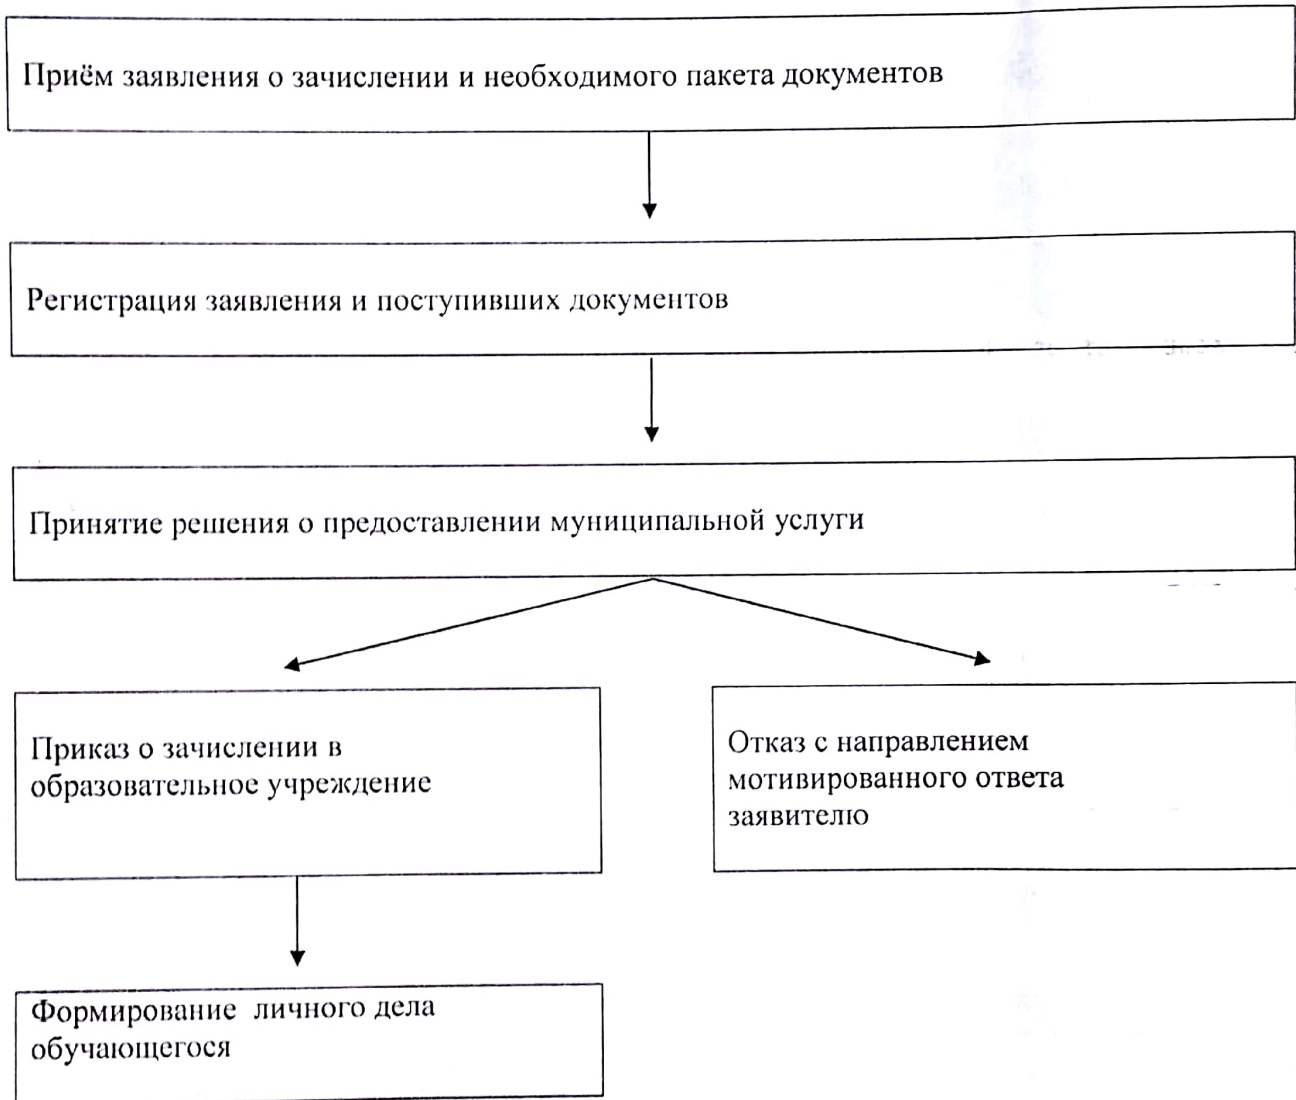 Приём заявления о зачислении и необходимого пакета документов
Регистрация заявления и поступивших документов
Принятие решения о предоставлении муниципальной услуги
Приказ о зачислении в
образовательное учреждение
Отказ с направлением
мотивированного ответа
заявителю
Формирование личного дела
обучающегося